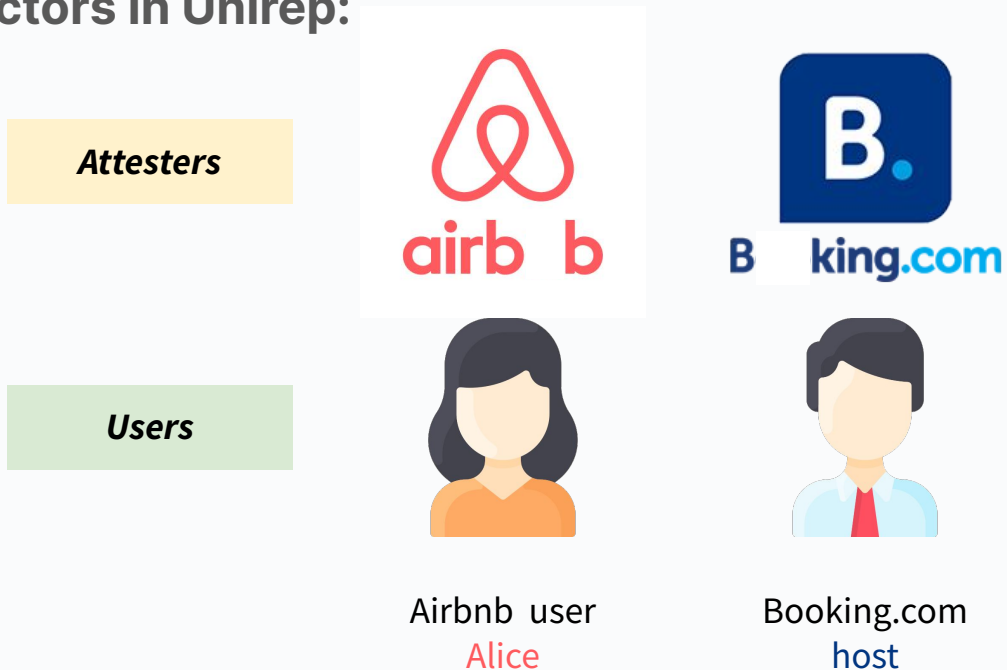 ctors in Unirep:
Attesters
airb b
B.
B king.com
Users
Airbnb user
Alice
Booking.com
host